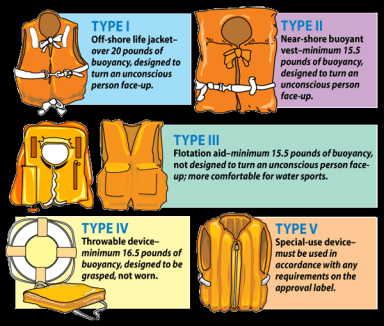 TYPE I
Off-shore life jacket–
over 20 pounds of
buoyancy, designed to
turn an unconscious
person face-up.
TYPE II
Near-shore buoyant
vest–minimum 15.5
pounds of buoyancy,
designed to turn an
unconscious person
face-up.
TYPE III
Flotation aid–minimum 15.5 pounds of buoyancy,
not designed to turn an unconscious person face-
up; more comfortable for water sports.
TYPE IV
Throwable device–
minimum 16.5 pounds of
buoyancy, designed to be
grasped, not worn.
TYPE V
Special-use device–
must be used in
accordance with any
requirements on the
approval label.